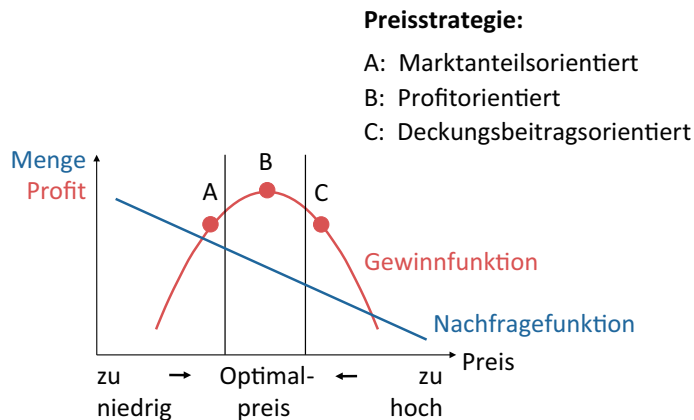 Preisstrategie:
A: Marktanteilsorientiert
B: Profitorientiert
C: Deckungsbeitragsorientiert
Menge
Profit
A
B
C
Gewinnfunktion
Nachfragefunktion
Preis
zu niedrig
Optimal-
preis
zu hoch